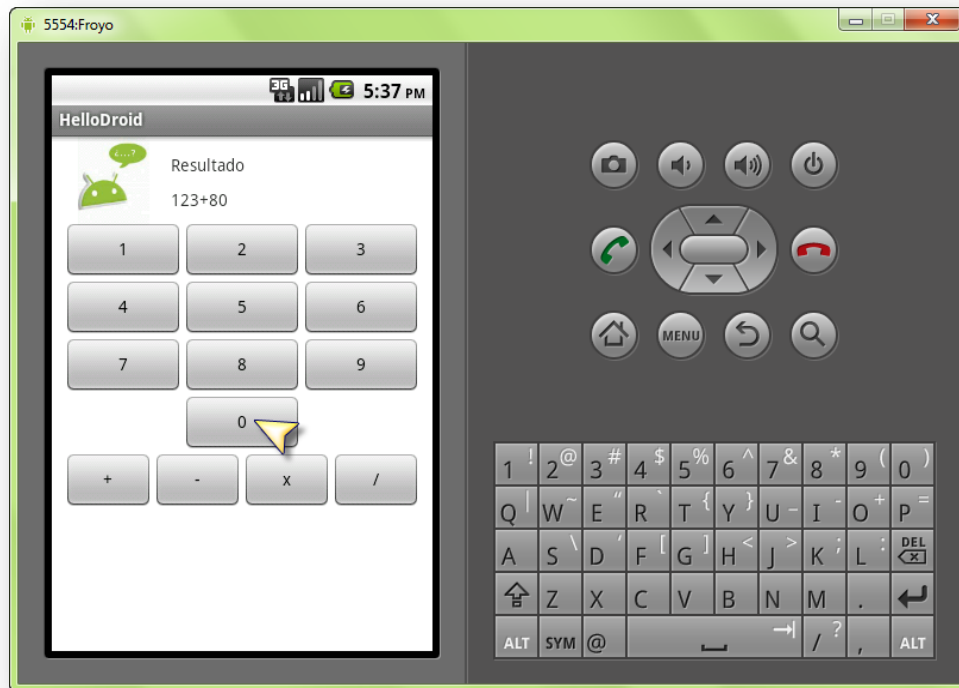 5554:Froyo
3G 5:37 PM
HelloDroid
¿...?
Resultado
123+80
1 2 3
4 5 6
7 8 9
0
+ - x /
MENU
1 ! 2 @ 3 # 4 $ 5 % 6 ^ 7 & 8 * 9 ( 0 )
Q | W ~ E " R ` T { Y } U _ I - O + P =
A S \ D ' F [ G ] H < J > K ; L : DEL
Z X C V B N M .
ALT SYM @ / ? , ALT